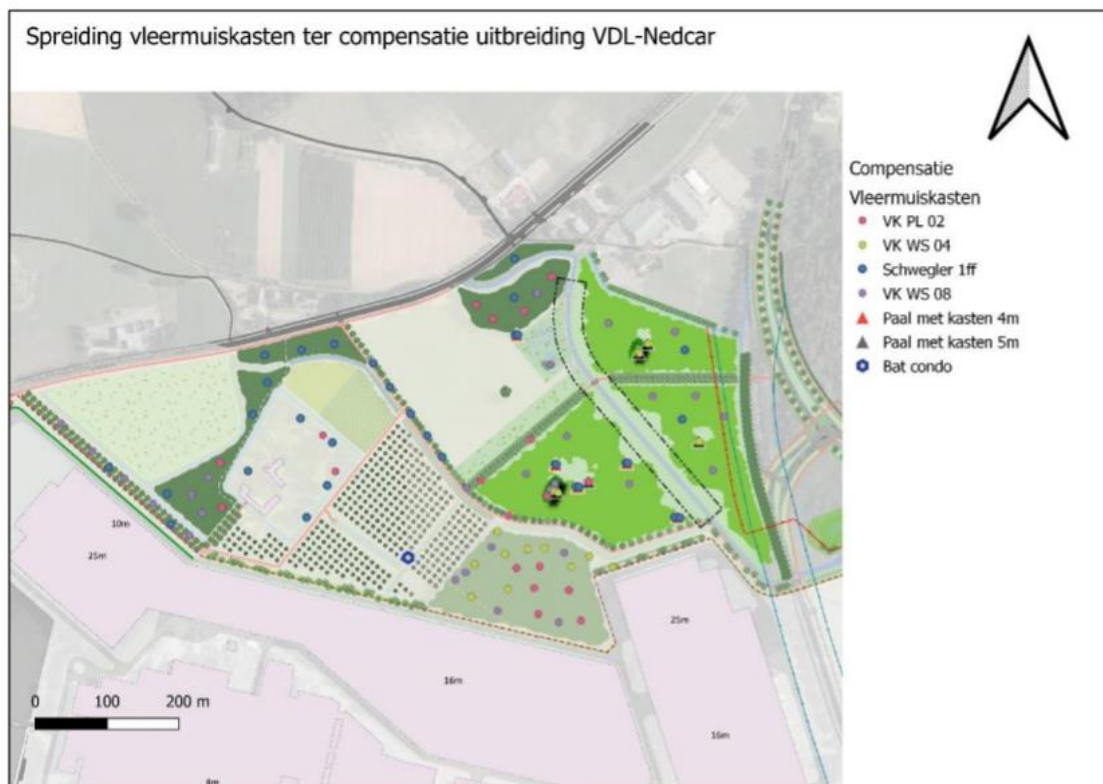 Spreiding vleermuiskasten ter compensatie uitbreiding VDL-Nedcar
Compensatie
Vleermuiskasten
VK PL 02
VK WS 04
Schwegler 1ff
VK WS 08
Paal met kasten 4m
Paal met kasten 5m
Bat condo
10m
25m
25m
16m
16m
8m
0 100 200 m